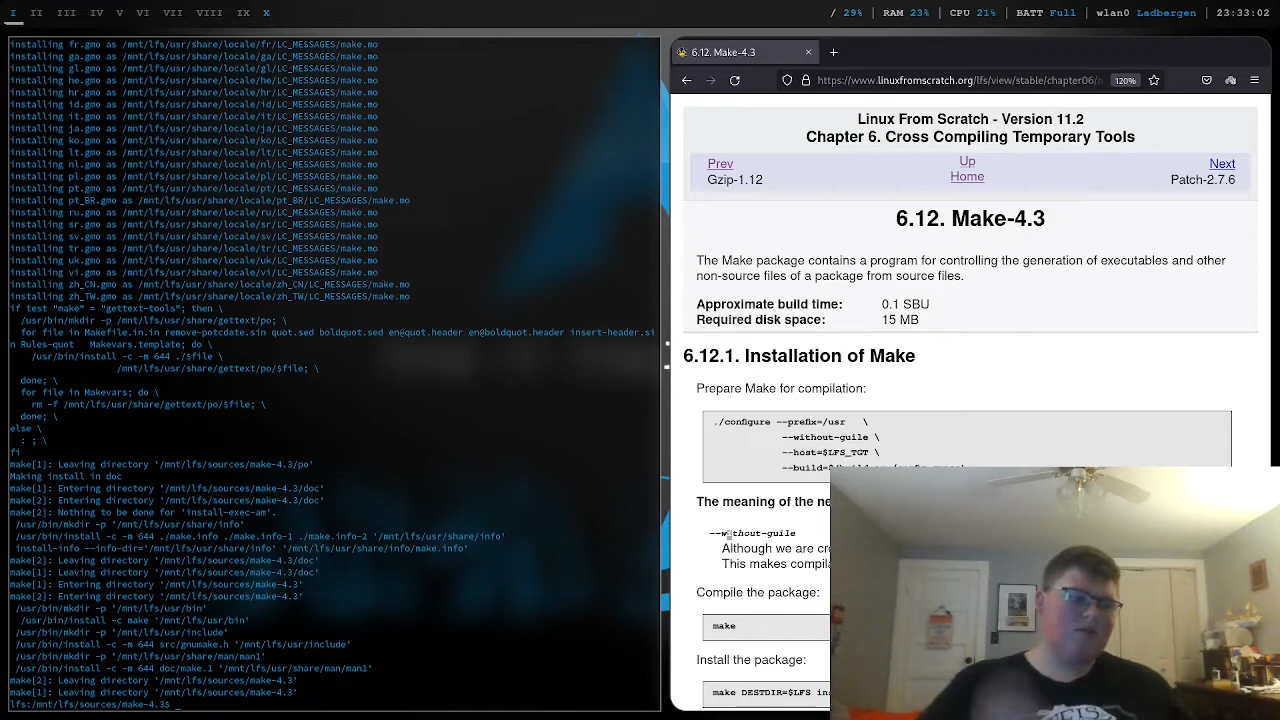 I II III IV V VI VII VIII IX X
/ 29% RAM 23% CPU 21% BATT Full wlan0 Ladbergen 23:33:02
installing fr.gmo as /mnt/lfs/usr/share/locale/fr/LC_MESSAGES/make.mo
installing ga.gmo as /mnt/lfs/usr/share/locale/ga/LC_MESSAGES/make.mo
installing gl.gmo as /mnt/lfs/usr/share/locale/gl/LC_MESSAGES/make.mo
installing he.gmo as /mnt/lfs/usr/share/locale/he/LC_MESSAGES/make.mo
installing hr.gmo as /mnt/lfs/usr/share/locale/hr/LC_MESSAGES/make.mo
installing id.gmo as /mnt/lfs/usr/share/locale/id/LC_MESSAGES/make.mo
installing it.gmo as /mnt/lfs/usr/share/locale/it/LC_MESSAGES/make.mo
installing ja.gmo as /mnt/lfs/usr/share/locale/ja/LC_MESSAGES/make.mo
installing ko.gmo as /mnt/lfs/usr/share/locale/ko/LC_MESSAGES/make.mo
installing lt.gmo as /mnt/lfs/usr/share/locale/lt/LC_MESSAGES/make.mo
installing nl.gmo as /mnt/lfs/usr/share/locale/nl/LC_MESSAGES/make.mo
installing pl.gmo as /mnt/lfs/usr/share/locale/pl/LC_MESSAGES/make.mo
installing pt.gmo as /mnt/lfs/usr/share/locale/pt/LC_MESSAGES/make.mo
installing pt_BR.gmo as /mnt/lfs/usr/share/locale/pt_BR/LC_MESSAGES/make.mo
installing ru.gmo as /mnt/lfs/usr/share/locale/ru/LC_MESSAGES/make.mo
installing sr.gmo as /mnt/lfs/usr/share/locale/sr/LC_MESSAGES/make.mo
installing sv.gmo as /mnt/lfs/usr/share/locale/sv/LC_MESSAGES/make.mo
installing tr.gmo as /mnt/lfs/usr/share/locale/tr/LC_MESSAGES/make.mo
installing uk.gmo as /mnt/lfs/usr/share/locale/uk/LC_MESSAGES/make.mo
installing vi.gmo as /mnt/lfs/usr/share/locale/vi/LC_MESSAGES/make.mo
installing zh_CN.gmo as /mnt/lfs/usr/share/locale/zh_CN/LC_MESSAGES/make.mo
installing zh_TW.gmo as /mnt/lfs/usr/share/locale/zh_TW/LC_MESSAGES/make.mo
if test "make" = "gettext-tools"; then \
/usr/bin/mkdir -p /mnt/lfs/usr/share/gettext/po; \
for file in Makefile.in.in remove-potcdate.sin quot.sed boldquot.sed en@quot.header en@boldquot.header insert-header.si
n Rules-quot Makevars.template; do \
/usr/bin/install -c -m 644 ./$file \
/mnt/lfs/usr/share/gettext/po/$file; \
done; \
for file in Makevars; do \
rm -f /mnt/lfs/usr/share/gettext/po/$file; \
done; \
else \
: ; \
fi
make[1]: Leaving directory '/mnt/lfs/sources/make-4.3/po'
Making install in doc
make[1]: Entering directory '/mnt/lfs/sources/make-4.3/doc'
make[2]: Entering directory '/mnt/lfs/sources/make-4.3/doc'
make[2]: Nothing to be done for 'install-exec-am'.
/usr/bin/mkdir -p '/mnt/lfs/usr/share/info'
/usr/bin/install -c -m 644 ./make.info ./make.info-1 ./make.info-2 '/mnt/lfs/usr/share/info'
install-info --info-dir='/mnt/lfs/usr/share/info' '/mnt/lfs/usr/share/info/make.info'
make[2]: Leaving directory '/mnt/lfs/sources/make-4.3/doc'
make[1]: Leaving directory '/mnt/lfs/sources/make-4.3/doc'
make[1]: Entering directory '/mnt/lfs/sources/make-4.3'
make[2]: Entering directory '/mnt/lfs/sources/make-4.3'
/usr/bin/mkdir -p '/mnt/lfs/usr/bin'
/usr/bin/install -c make '/mnt/lfs/usr/bin'
/usr/bin/mkdir -p '/mnt/lfs/usr/include'
/usr/bin/install -c -m 644 src/gnumake.h '/mnt/lfs/usr/include'
/usr/bin/mkdir -p '/mnt/lfs/usr/share/man/man1'
/usr/bin/install -c -m 644 doc/make.1 '/mnt/lfs/usr/share/man/man1'
make[2]: Leaving directory '/mnt/lfs/sources/make-4.3'
make[1]: Leaving directory '/mnt/lfs/sources/make-4.3'
lfs:/mnt/lfs/sources/make-4.3$ _
6.12. Make-4.3
https://www.linuxfromscratch.org/lfs/view/stable/chapter06/m 120%
Linux From Scratch - Version 11.2
Chapter 6. Cross Compiling Temporary Tools
Prev Up Next
Gzip-1.12 Home Patch-2.7.6
6.12. Make-4.3
The Make package contains a program for controlling the generation of executables and other
non-source files of a package from source files.
Approximate build time: 0.1 SBU
Required disk space: 15 MB
6.12.1. Installation of Make
Prepare Make for compilation:
./configure --prefix=/usr \
--without-guile \
--host=$LFS_TGT \
The meaning of the ne
--without-guile
Although we are cro
This makes compila
Compile the package:
make
Install the package:
make DESTDIR=$LFS ins